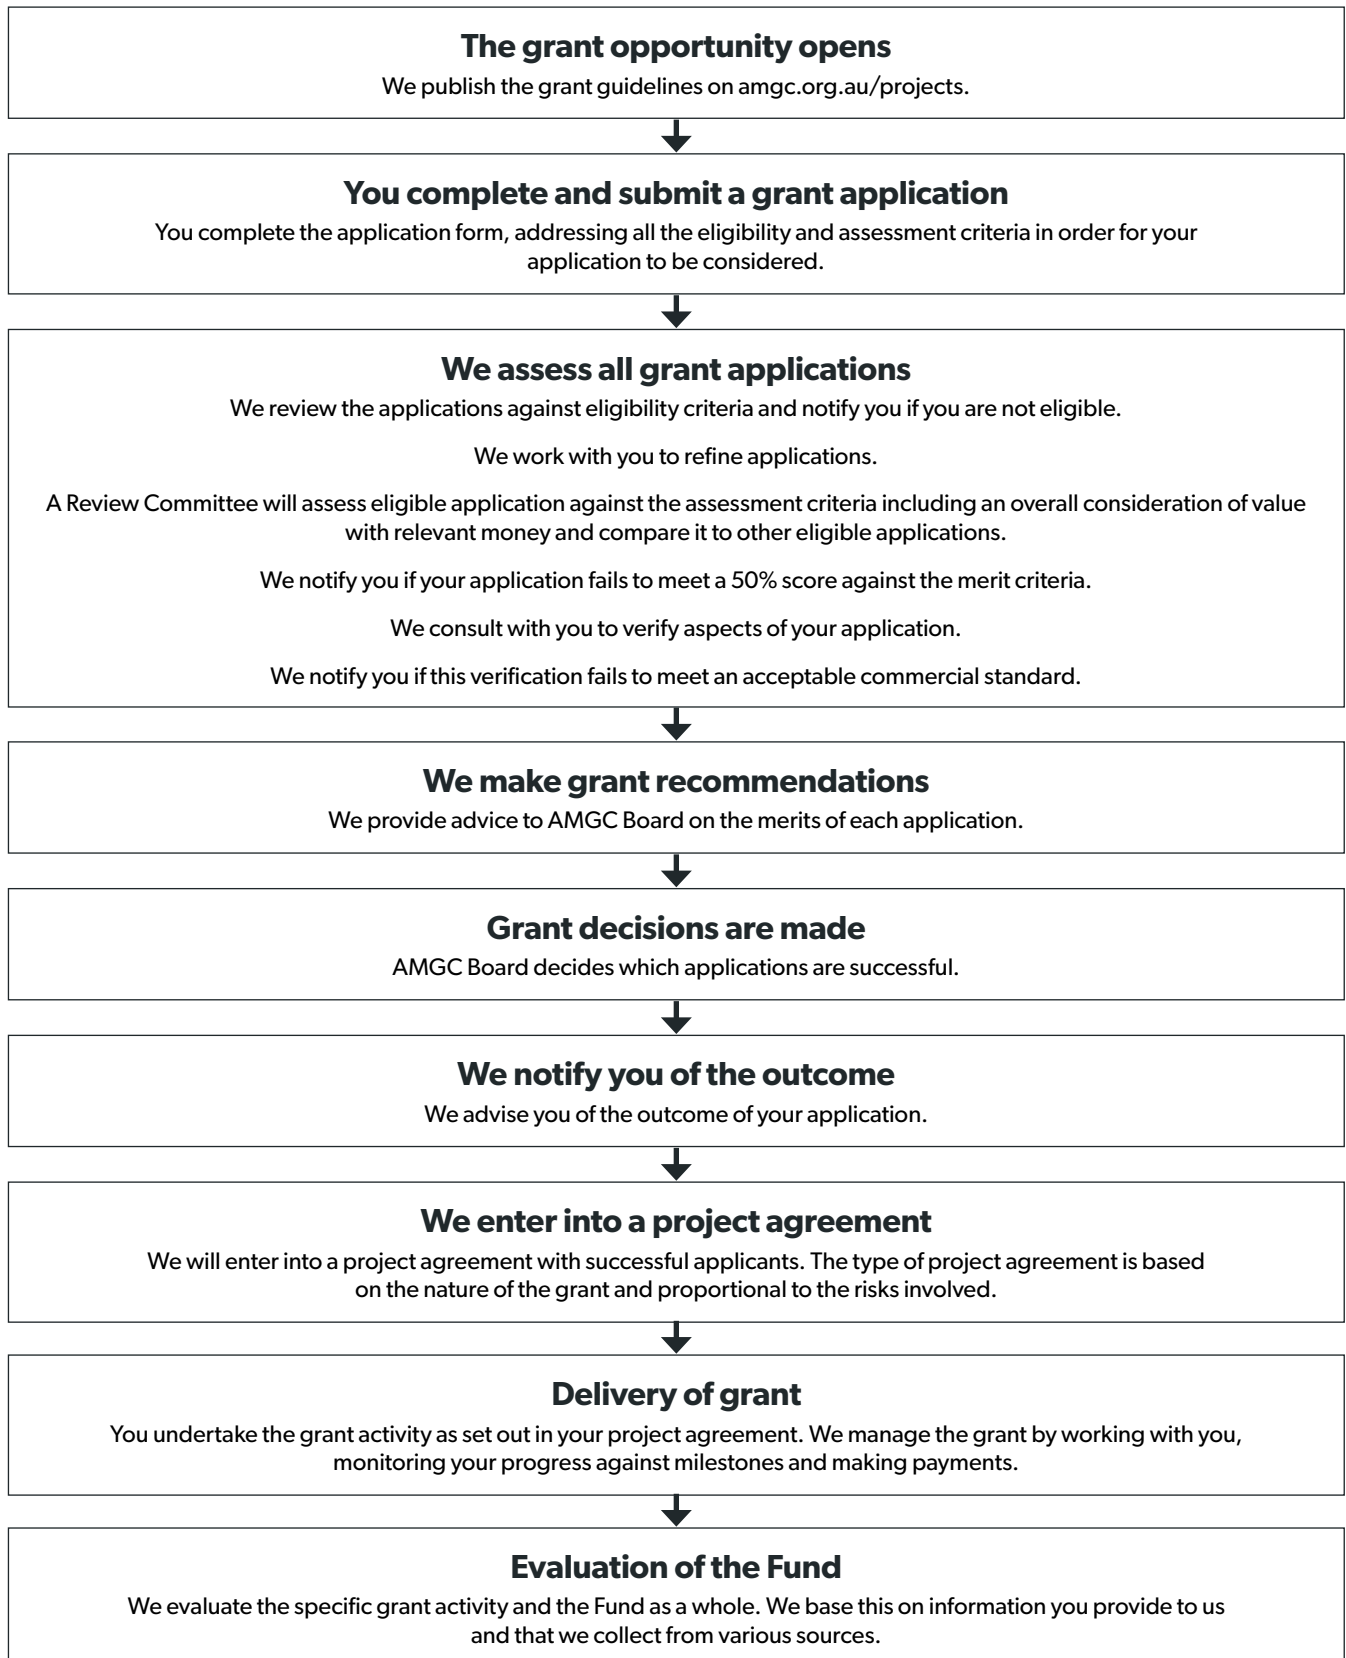 The grant opportunity opens
We publish the grant guidelines on amgc.org.au/projects.
You complete and submit a grant application
You complete the application form, addressing all the eligibility and assessment criteria in order for your
application to be considered.
We assess all grant applications
We review the applications against eligibility criteria and notify you if you are not eligible.
We work with you to refine applications.
A Review Committee will assess eligible application against the assessment criteria including an overall consideration of value
with relevant money and compare it to other eligible applications.
We notify you if your application fails to meet a 50% score against the merit criteria.
We consult with you to verify aspects of your application.
We notify you if this verification fails to meet an acceptable commercial standard.
We make grant recommendations
We provide advice to AMGC Board on the merits of each application.
Grant decisions are made
AMGC Board decides which applications are successful.
We notify you of the outcome
We advise you of the outcome of your application.
We enter into a project agreement
We will enter into a project agreement with successful applicants. The type of project agreement is based
on the nature of the grant and proportional to the risks involved.
Delivery of grant
You undertake the grant activity as set out in your project agreement. We manage the grant by working with you,
monitoring your progress against milestones and making payments.
Evaluation of the Fund
We evaluate the specific grant activity and the Fund as a whole. We base this on information you provide to us
and that we collect from various sources.